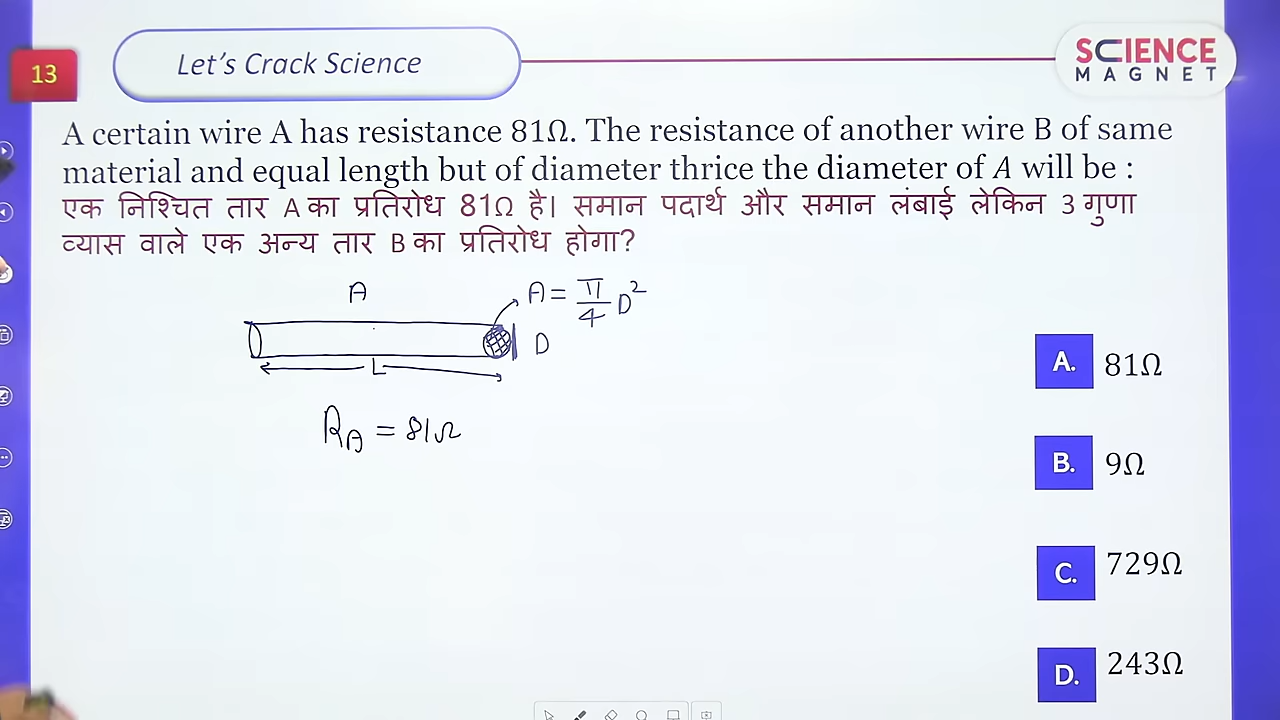 13
Let's Crack Science
SCIENCE
MAGNET
A certain wire A has resistance 81Ω. The resistance of another wire B of same
material and equal length but of diameter thrice the diameter of A will be :
एक निश्चित तार A का प्रतिरोध 81Ω है। समान पदार्थ और समान लंबाई लेकिन 3 गुणा
व्यास वाले एक अन्य तार B का प्रतिरोध होगा?
A
A = π/4 D²
D
L
R_A = 81Ω
A. 81Ω
B. 9Ω
C. 729Ω
D. 243Ω